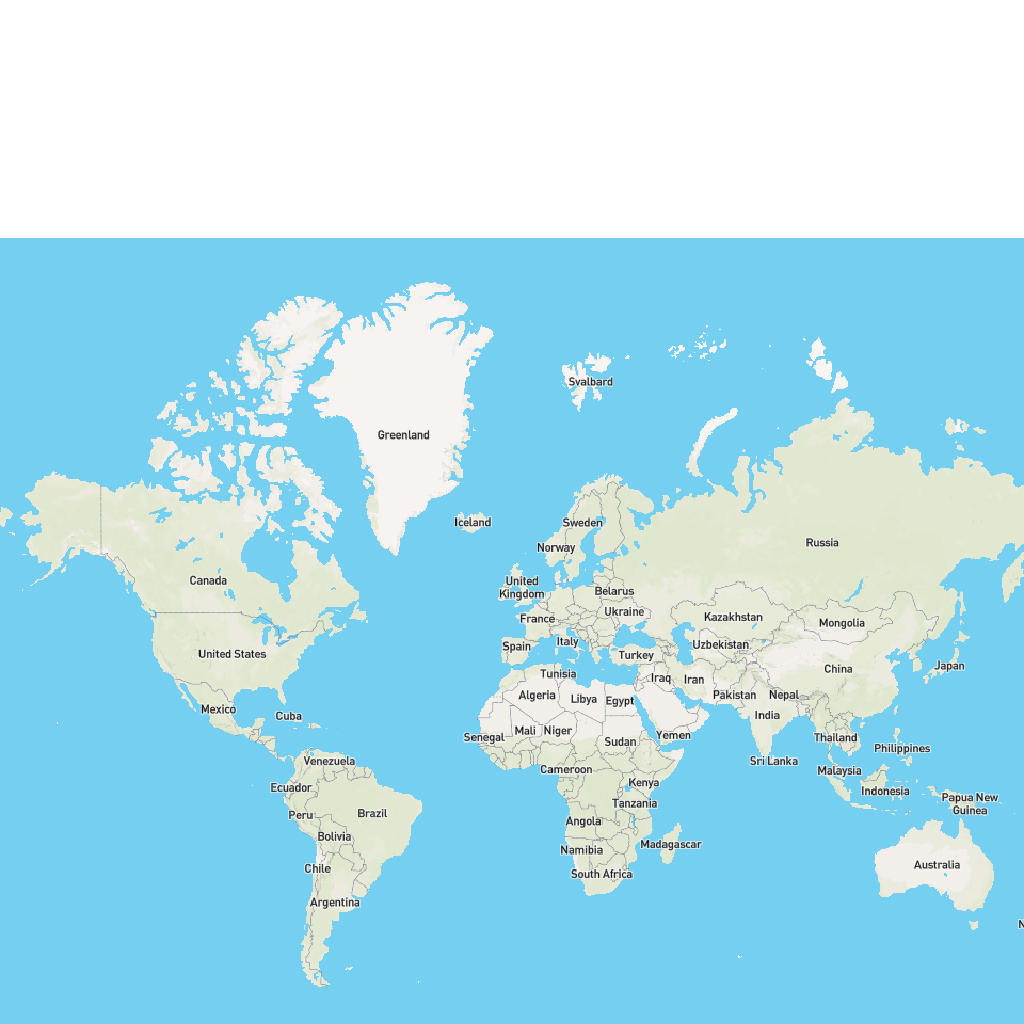 Svalbard
Greenland
Iceland
Sweden
Russia
Norway
Canada
United
Kingdom
Belarus
Ukraine
France
Kazakhstan
Mongolia
Italy
Spain
Uzbekistan
United States
Turkey
Japan
China
Tunisia
Iraq
Iran
Algeria
Libya
Egypt
Pakistan
Nepal
Mexico
Cuba
India
Mali
Niger
Senegal
Yemen
Thailand
Sudan
Philippines
Venezuela
Sri Lanka
Cameroon
Malaysia
Kenya
Ecuador
Indonesia
Papua New
Guinea
Tanzania
Peru
Brazil
Angola
Bolivia
Madagascar
Namibia
Chile
Australia
South Africa
Argentina